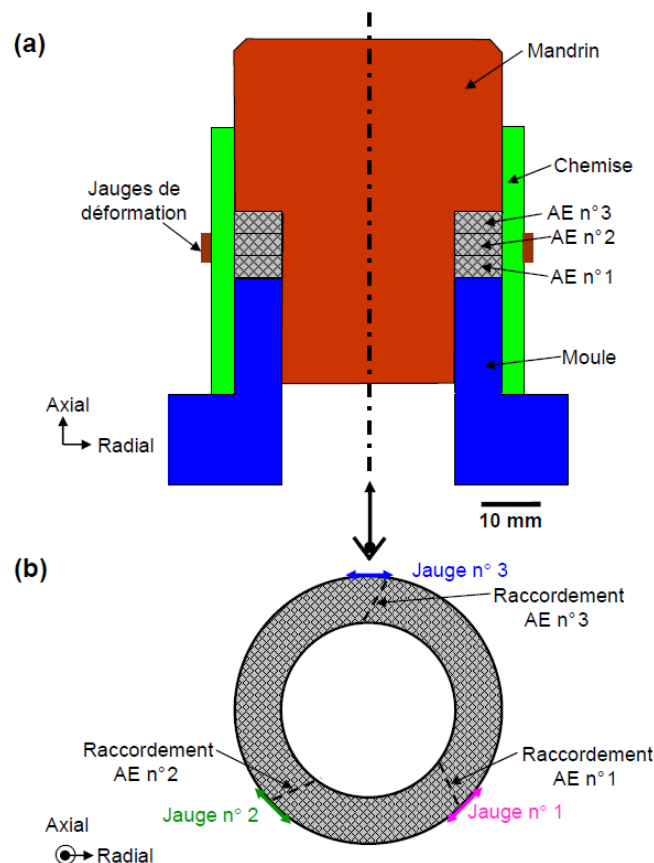 (a)
Mandrin
Chemise
Jauges de
déformation
AE n°3
AE n°2
AE n°1
Moule
Axial
Radial
10 mm
(b)
Jauge n° 3
Raccordement
AE n°3
Raccordement
AE n°2
Raccordement
AE n°1
Jauge n° 2
Jauge n° 1
Axial
Radial